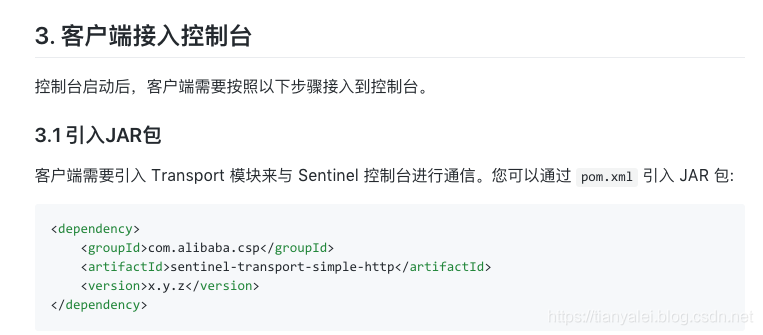 3. 客户端接入控制台
控制台启动后，客户端需要按照以下步骤接入到控制台。
3.1 引入JAR包
客户端需要引入 Transport 模块来与 Sentinel 控制台进行通信。您可以通过 pom.xml 引入 JAR 包:
<dependency>
    <groupId>com.alibaba.csp</groupId>
    <artifactId>sentinel-transport-simple-http</artifactId>
    <version>x.y.z</version>
</dependency>
https://tianyalei.blog.csdn.net